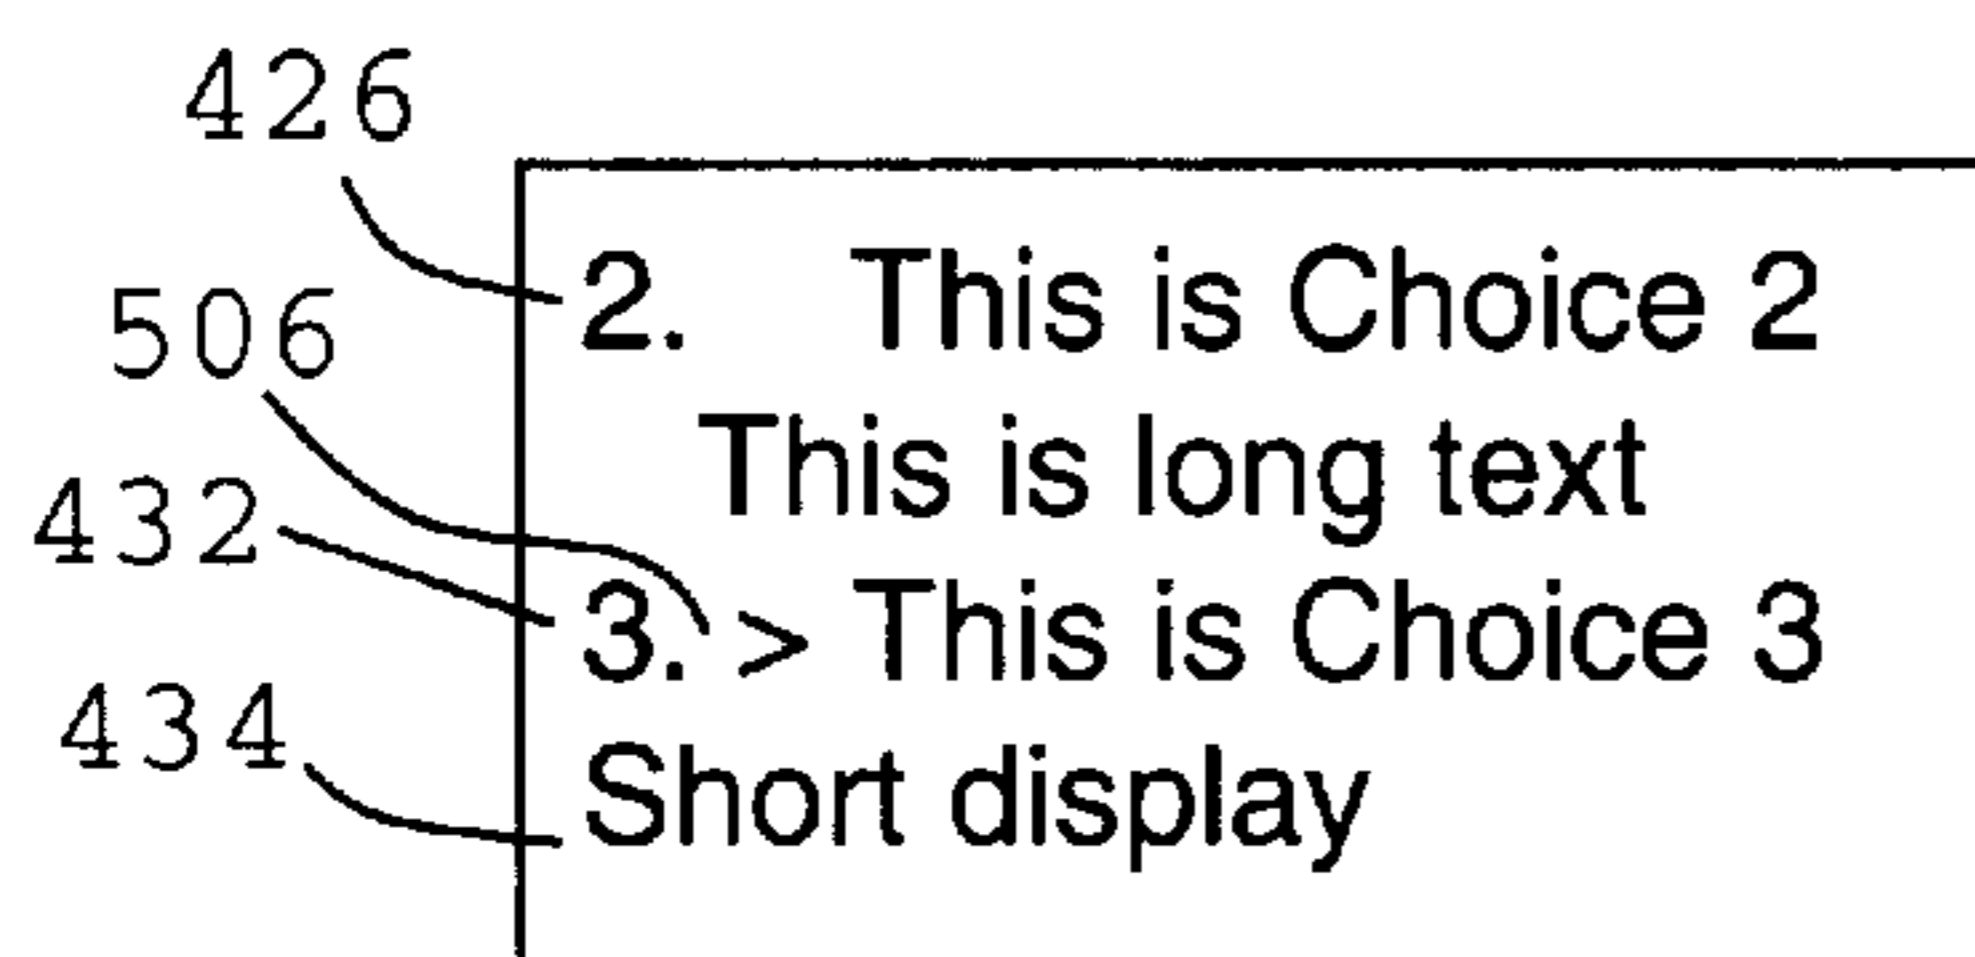 426
2. This is Choice 2
506
This is long text
432
3. > This is Choice 3
434
Short display